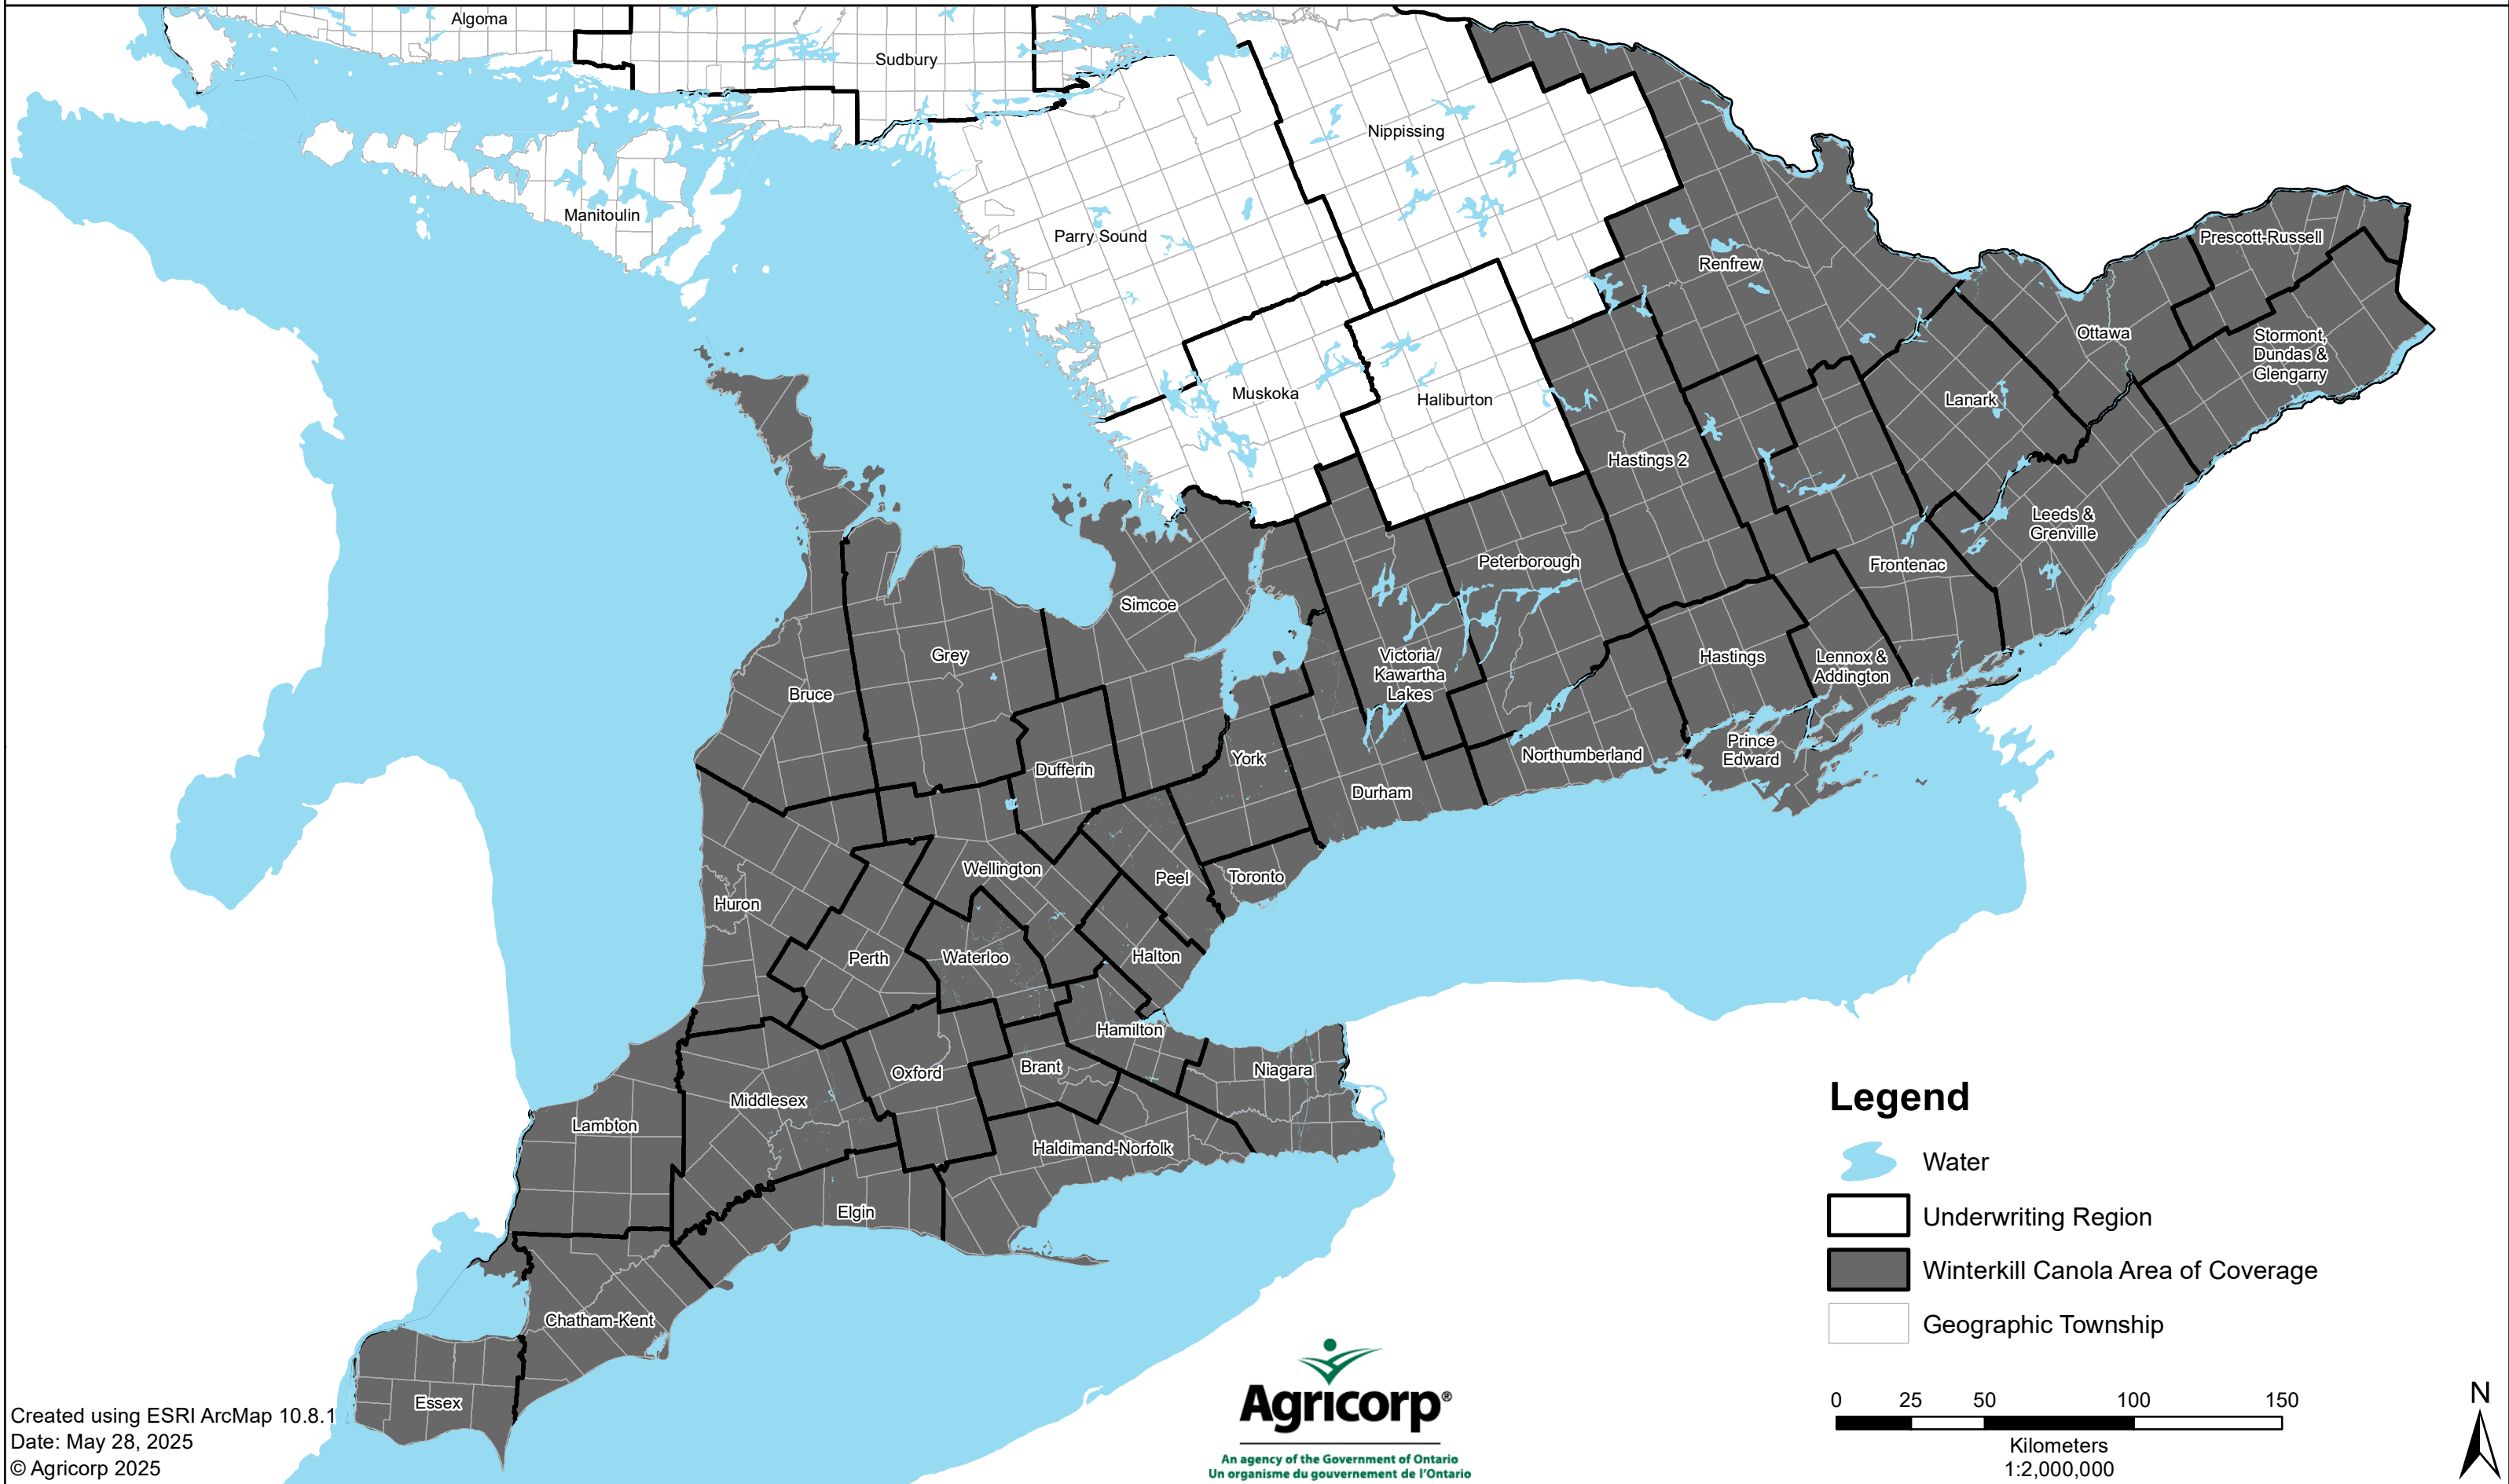 Algoma
Sudbury
Nippissing
Manitoulin
Parry Sound
Prescott-Russell
Renfrew
Ottawa
Stormont,
Dundas &
Glengarry
Muskoka
Haliburton
Lanark
Hastings 2
Leeds &
Grenville
Peterborough
Frontenac
Simcoe
Grey
Bruce
Victoria/
Kawartha
Lakes
Hastings
Lennox &
Addington
Prince
Edward
Northumberland
York
Dufferin
Durham
Wellington
Peel
Toronto
Huron
Perth
Waterloo
Halton
Hamilton
Brant
Oxford
Niagara
Middlesex
Lambton
Haldimand-Norfolk
Elgin
Chatham-Kent
Essex
Legend
Water
Underwriting Region
Winterkill Canola Area of Coverage
Geographic Township
0 25 50 100 150
Kilometers
1:2,000,000
N
Agricorp®
An agency of the Government of Ontario
Un organisme du gouvernement de l'Ontario
Created using ESRI ArcMap 10.8.1
Date: May 28, 2025
© Agricorp 2025